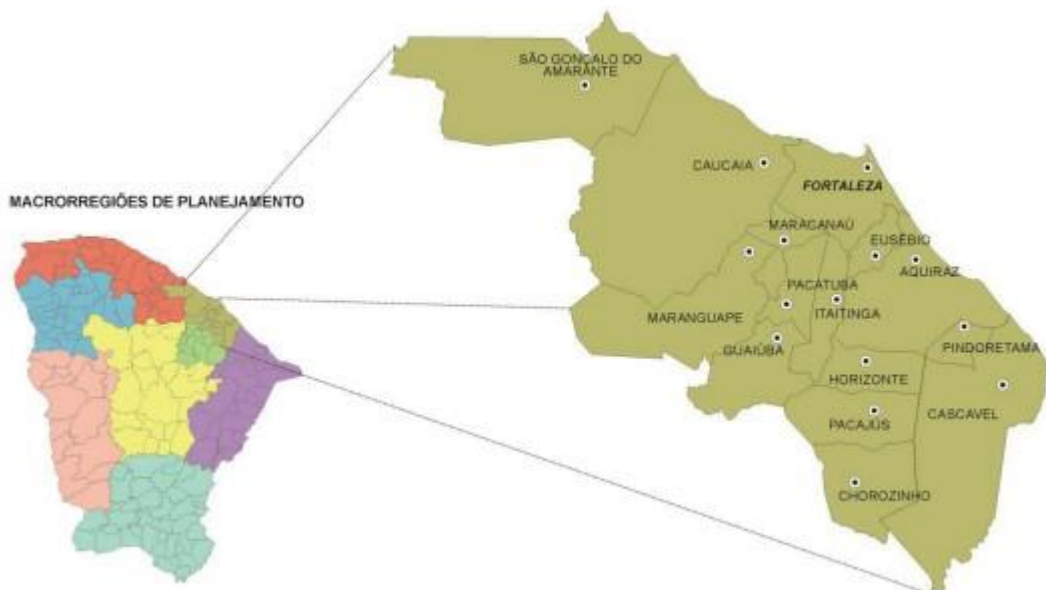 SÃO GONÇALO DO
AMARANTE
CAUCAIA
FORTALEZA
MACRORREGIÕES DE PLANEJAMENTO
MARACANAÚ
EUSÉBIO
AQUIRAZ
PACATUBA
MARANGUAPE
ITAITINGA
GUAIÚBA
PINDORETAMA
HORIZONTE
CASCAVEL
PACAJÚS
CHOROZINHO